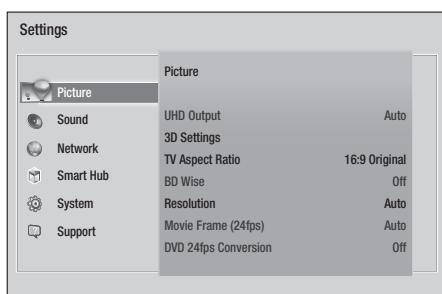 Settings
Picture
Sound
Network
Smart Hub
System
Support
Picture
UHD Output Auto
3D Settings
TV Aspect Ratio 16:9 Original
BD Wise Off
Resolution Auto
Movie Frame (24fps) Auto
DVD 24fps Conversion Off